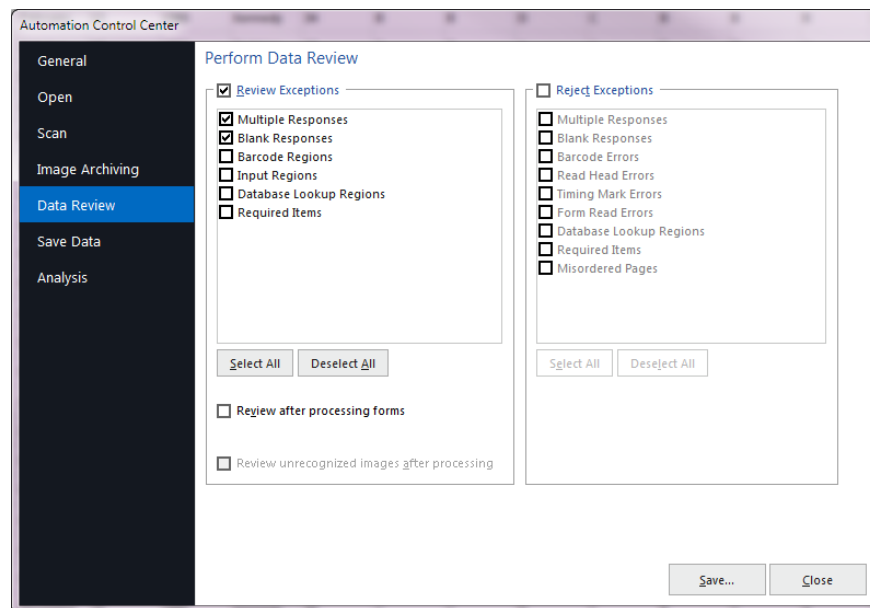 Automation Control Center
General
Open
Scan
Image Archiving
Data Review
Save Data
Analysis
Perform Data Review
Review Exceptions
Multiple Responses
Blank Responses
Barcode Regions
Input Regions
Database Lookup Regions
Required Items
Select All
Deselect All
Review after processing forms
Review unrecognized images after processing
Reject Exceptions
Multiple Responses
Blank Responses
Barcode Errors
Read Head Errors
Timing Mark Errors
Form Read Errors
Database Lookup Regions
Required Items
Misordered Pages
Select All
Deselect All
Save...
Close